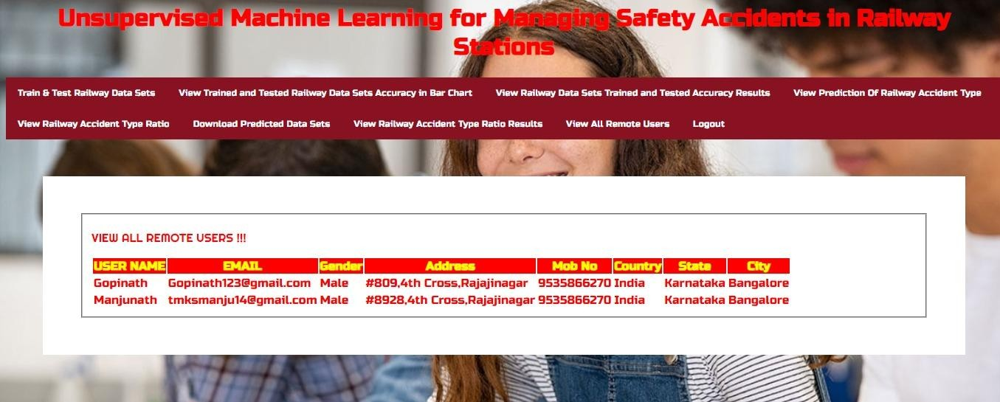 Unsupervised Machine Learning for Managing Safety Accidents in Railway
Stations
Train & Test Railway Data Sets View Trained and Tested Railway Data Sets Accuracy in Bar Chart View Railway Data Sets Trained and Tested Accuracy Results View Prediction Of Railway Accident Type
View Railway Accident Type Ratio Download Predicted Data Sets View Railway Accident Type Ratio Results View All Remote Users Logout
VIEW ALL REMOTE USERS !!!
USER NAME EMAIL Gender Address Mob No Country State City
Gopinath Gopinath123@gmail.com Male #809,4th Cross,Rajajinagar 9535866270 India Karnataka Bangalore
Manjunath tmksmanju14@gmail.com Male #8928,4th Cross,Rajajinagar 9535866270 India Karnataka Bangalore